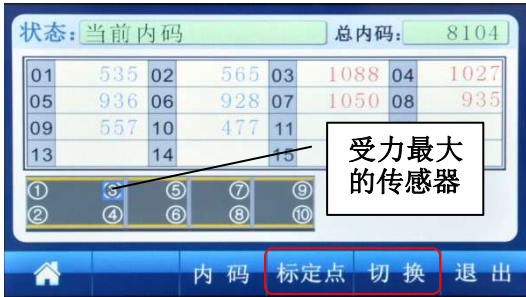 状态: 当前内码 总内码: 8104
01 535 02 565 03 1088 04 1027
05 936 06 928 07 1050 08 935
09 557 10 477 11
13 14 15
受力最大
的传感器
① ③ ⑤ ⑦ ⑨
② ④ ⑥ ⑧ ⑩
内码 标定点 切换 退出